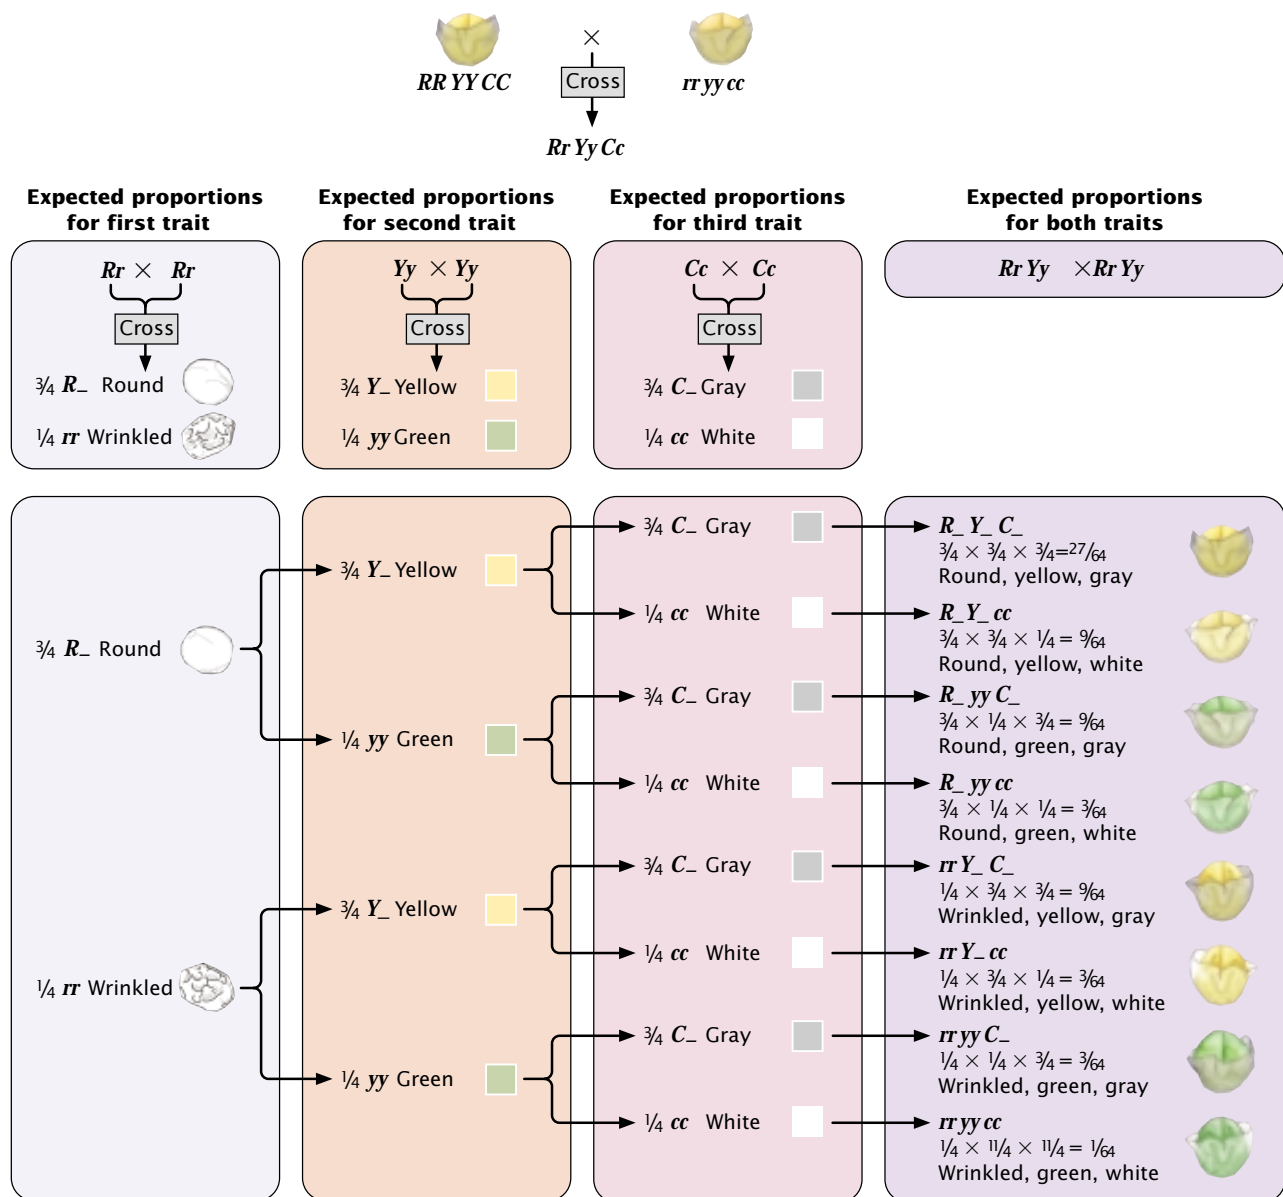 ×
RR YY CC
rr yy cc
Cross
Rr Yy Cc
Expected proportions
for first trait
Expected proportions
for second trait
Expected proportions
for third trait
Expected proportions
for both traits
Rr × Rr
Cross
¾ R_ Round
¼ rr Wrinkled
Yy × Yy
Cross
¾ Y_ Yellow
¼ yy Green
Cc × Cc
Cross
¾ C_ Gray
¼ cc White
Rr Yy ×Rr Yy
¾ R_ Round
¼ rr Wrinkled
¾ Y_ Yellow
¼ yy Green
¾ Y_ Yellow
¼ yy Green
¾ C_ Gray
¼ cc White
¾ C_ Gray
¼ cc White
¾ C_ Gray
¼ cc White
¾ C_ Gray
¼ cc White
R_ Y_ C_
¾ × ¾ × ¾=27/64
Round, yellow, gray
R_Y_ cc
¾ × ¾ × ¼ = 9/64
Round, yellow, white
R_ yy C_
¾ × ¼ × ¾ = 9/64
Round, green, gray
R_ yy cc
¾ × ¼ × ¼ = 3/64
Round, green, white
rr Y_ C_
¼ × ¾ × ¾ = 9/64
Wrinkled, yellow, gray
rr Y_ cc
¼ × ¾ × ¼ = 3/64
Wrinkled, yellow, white
rr yy C_
¼ × ¼ × ¾ = 3/64
Wrinkled, green, gray
rr yy cc
¼ × 11/4 × 11/4 = 1/64
Wrinkled, green, white